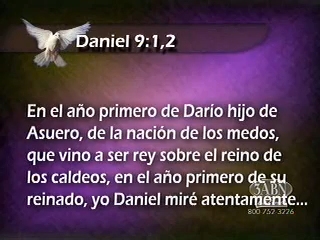 Daniel 9:1,2
En el año primero de Darío hijo de
Asuero, de la nación de los medos,
que vino a ser rey sobre el reino de
los caldeos, en el año primero de su
reinado, yo Daniel miré atentamente...
3ABN
800 752 3226